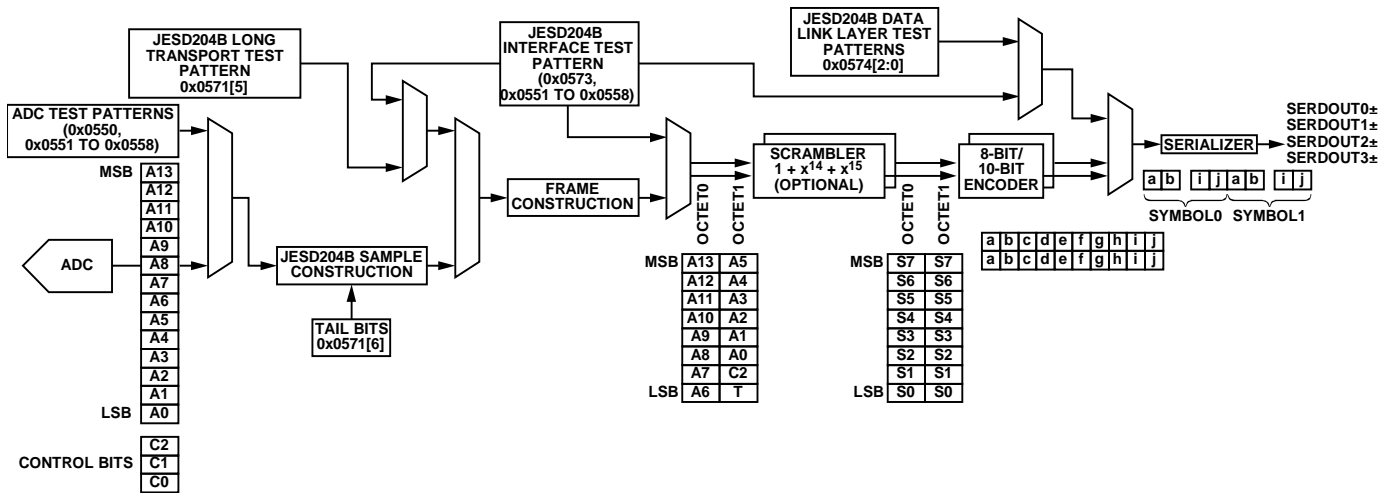 JESD204B LONG
TRANSPORT TEST
PATTERN
0x0571[5]
JESD204B
INTERFACE TEST
PATTERN
(0x0573,
0x0551 TO 0x0558)
JESD204B DATA
LINK LAYER TEST
PATTERNS
0x0574[2:0]
ADC TEST PATTERNS
(0x0550,
0x0551 TO 0x0558)
MSB A13
A12
A11
A10
A9
A8
A7
A6
A5
A4
A3
A2
A1
LSB A0
C2
CONTROL BITS C1
C0
ADC
JESD204B SAMPLE
CONSTRUCTION
TAIL BITS
0x0571[6]
FRAME
CONSTRUCTION
SCRAMBLER
1 + x14 + x15
(OPTIONAL)
8-BIT/
10-BIT
ENCODER
SERIALIZER
SERDOUT0±
SERDOUT1±
SERDOUT2±
SERDOUT3±
a b i j a b i j
SYMBOL0 SYMBOL1
OCTET0 OCTET1
MSB A13 A5
A12 A4
A11 A3
A10 A2
A9 A1
A8 A0
A7 C2
LSB A6 T
OCTET0 OCTET1
MSB S7 S7
S6 S6
S5 S5
S4 S4
S3 S3
S2 S2
S1 S1
LSB S0 S0
a b c d e f g h i j
a b c d e f g h i j